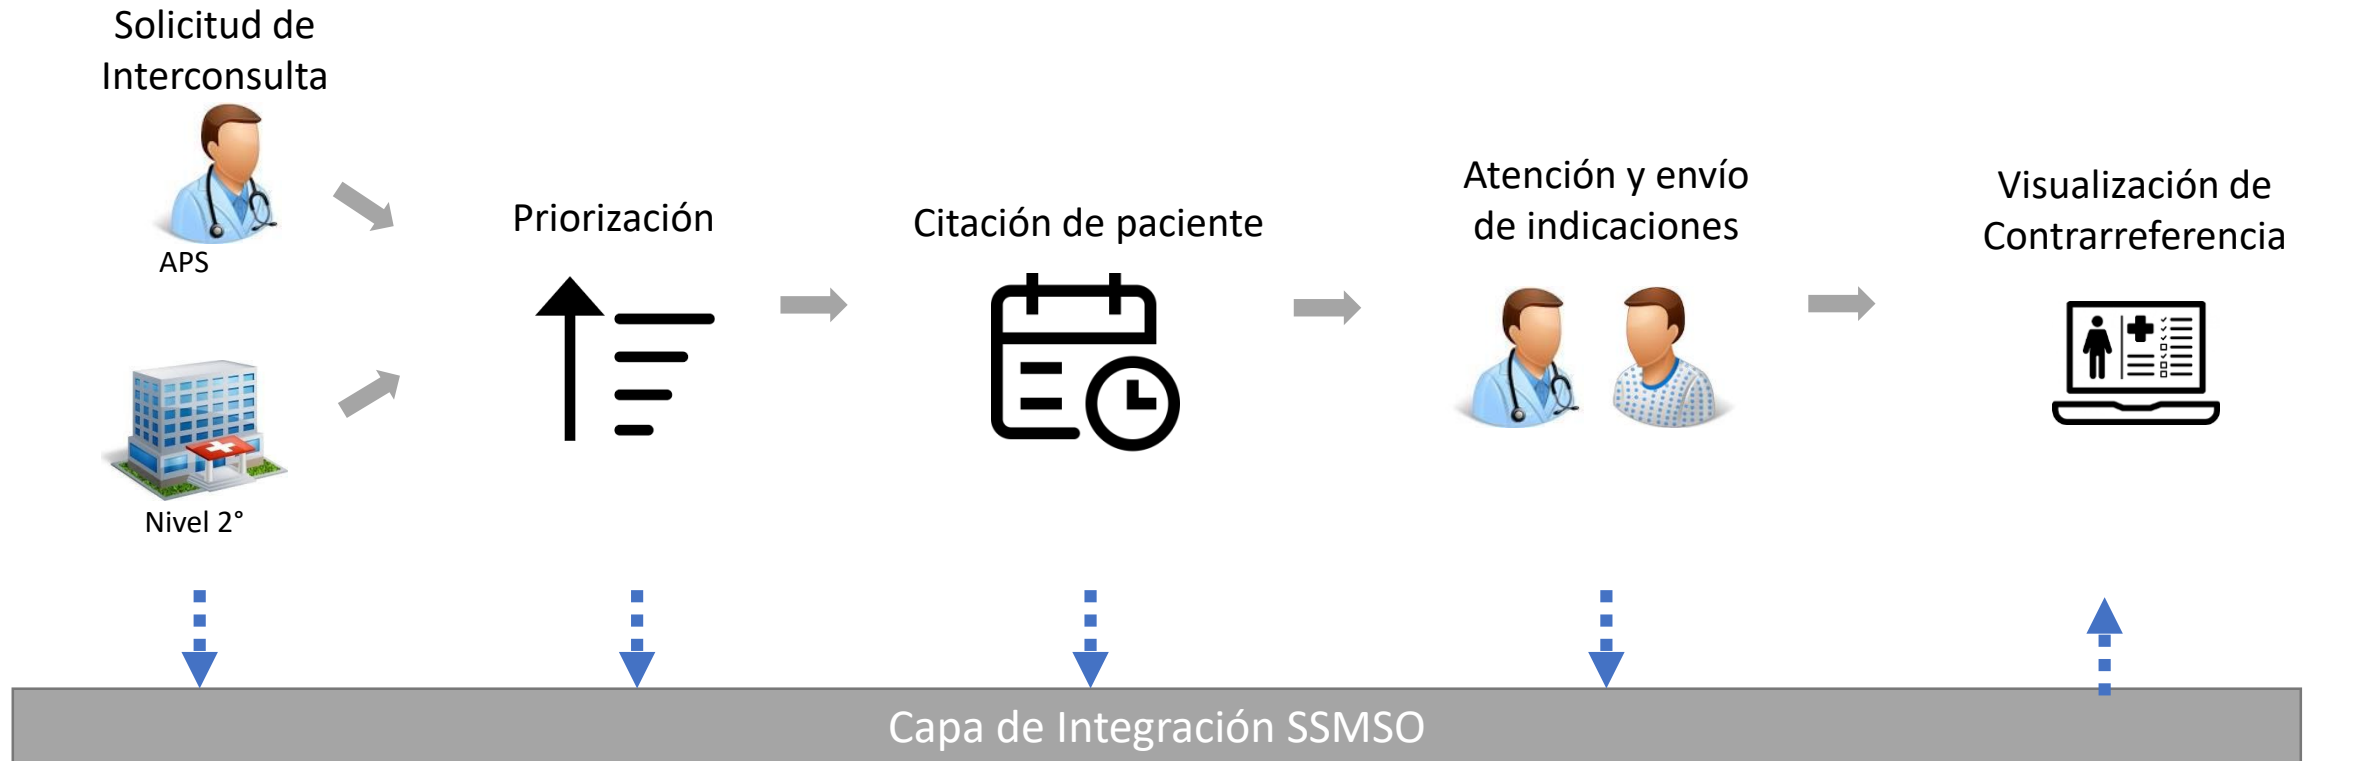 Solicitud de
Interconsulta
APS
Nivel 2°
Priorización
Citación de paciente
Atención y envío
de indicaciones
Visualización de
Contrarreferencia
Capa de Integración SSMSO